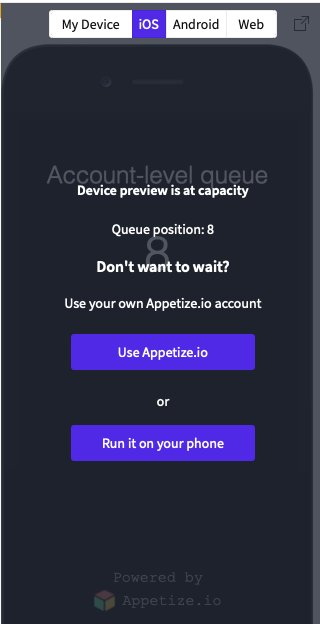 My Device iOS Android Web
Account-level queue
Device preview is at capacity
Queue position: 8
8
Don't want to wait?
Use your own Appetize.io account
Use Appetize.io
or
Run it on your phone
Powered by
Appetize.io